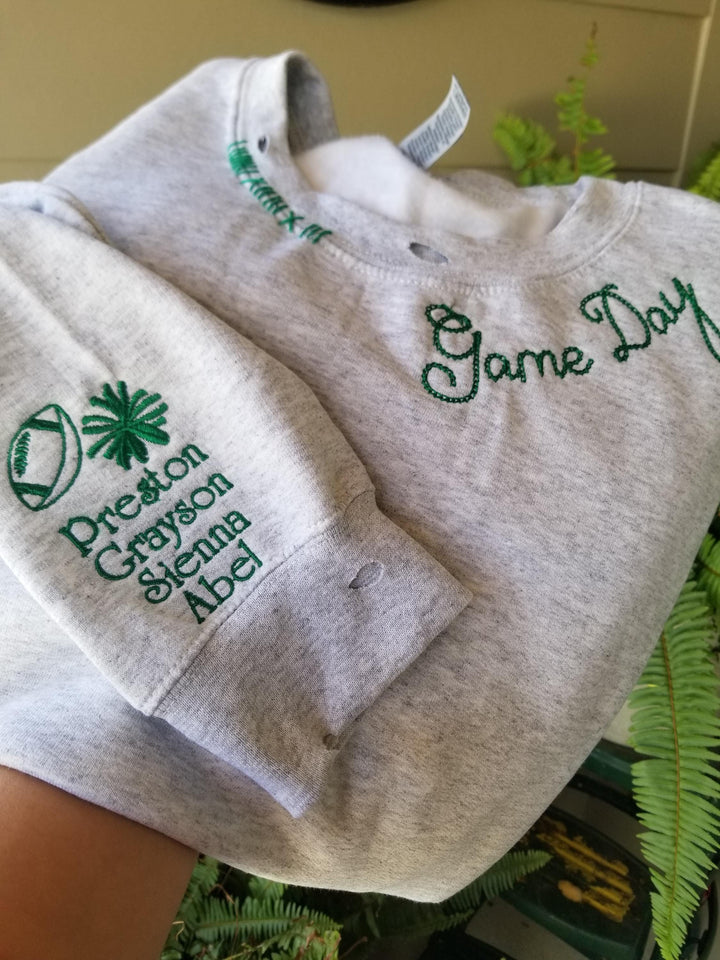 Game Day
Preston
Grayson
Sienna
Abel